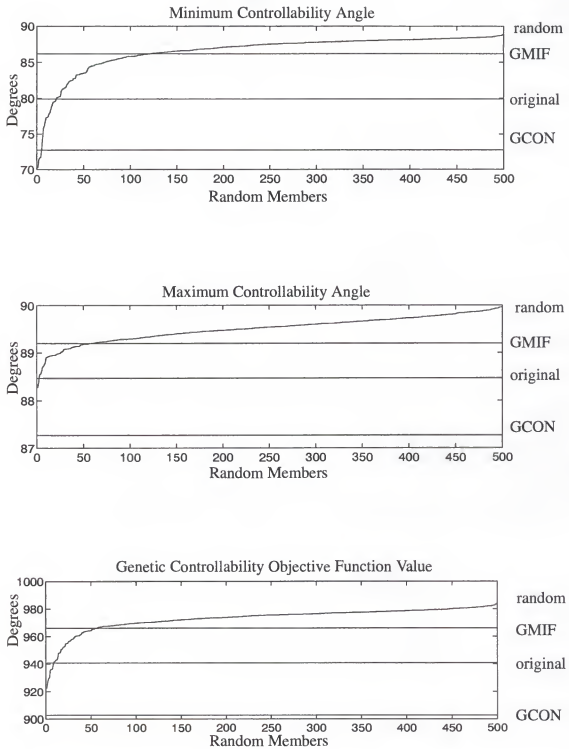 Minimum Controllability Angle
90
85
80
75
70
Degrees
0 50 100 150 200 250 300 350 400 450 500
Random Members
random
GMIF
original
GCON
Maximum Controllability Angle
90
89
88
87
Degrees
0 50 100 150 200 250 300 350 400 450 500
Random Members
random
GMIF
original
GCON
Genetic Controllability Objective Function Value
1000
980
960
940
920
900
Degrees
0 50 100 150 200 250 300 350 400 450 500
Random Members
random
GMIF
original
GCON